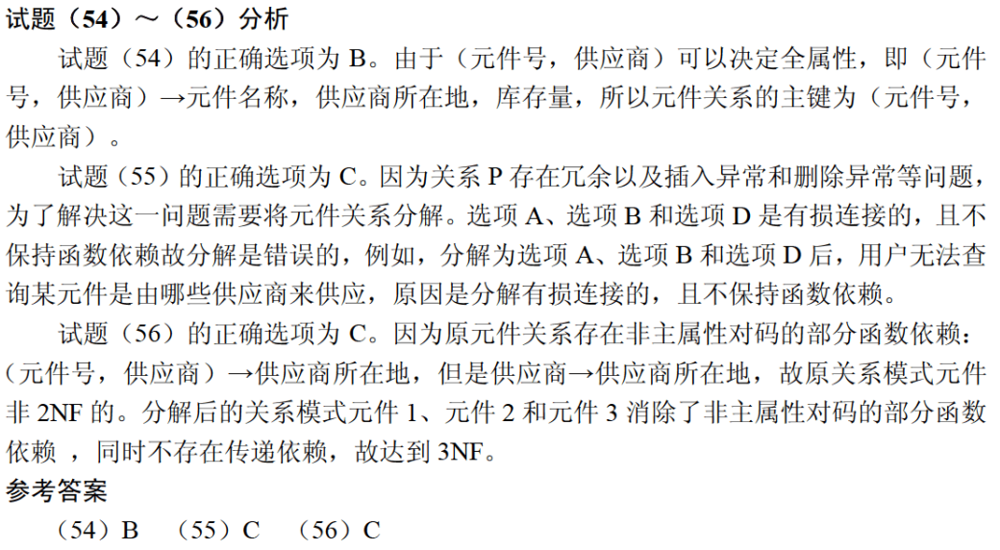 试题（54）～（56）分析
试题（54）的正确选项为 B。由于（元件号，供应商）可以决定全属性，即（元件
号，供应商）→元件名称，供应商所在地，库存量，所以元件关系的主键为（元件号，
供应商）。
试题（55）的正确选项为 C。因为关系 P 存在冗余以及插入异常和删除异常等问题，
为了解决这一问题需要将元件关系分解。选项 A、选项 B 和选项 D 是有损连接的，且不
保持函数依赖故分解是错误的，例如，分解为选项 A、选项 B 和选项 D 后，用户无法查
询某元件是由哪些供应商来供应，原因是分解有损连接的，且不保持函数依赖。
试题（56）的正确选项为 C。因为原元件关系存在非主属性对码的部分函数依赖：
（元件号，供应商）→供应商所在地，但是供应商→供应商所在地，故原关系模式元件
非 2NF 的。分解后的关系模式元件 1、元件 2 和元件 3 消除了非主属性对码的部分函数
依赖 ，同时不存在传递依赖，故达到 3NF。
参考答案
（54）B （55）C （56）C